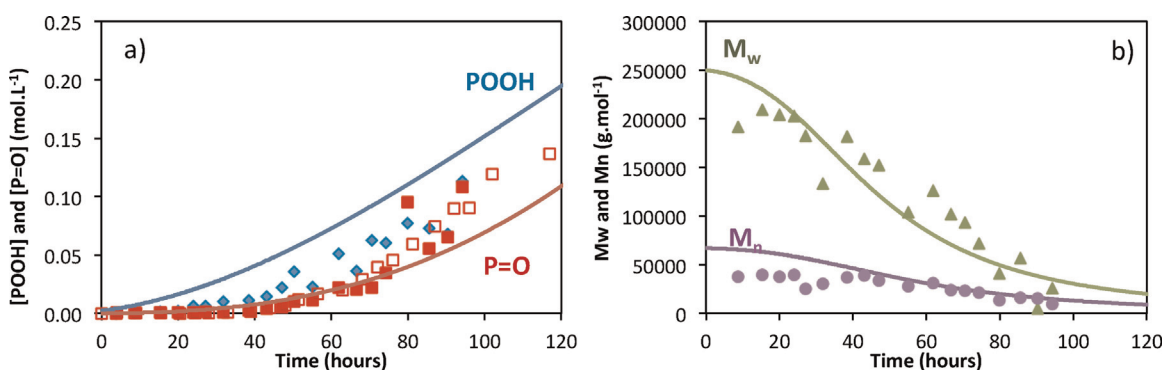 a)
[POOH] and [P=O] (mol.L-1)
0.25
0.20
0.15
0.10
0.05
0.00
POOH
P=O
0 20 40 60 80 100 120
Time (hours)
b)
Mw and Mn (g.mol-1)
300000
250000
200000
150000
100000
50000
0
Mw
Mn
0 20 40 60 80 100 120
Time (hours)